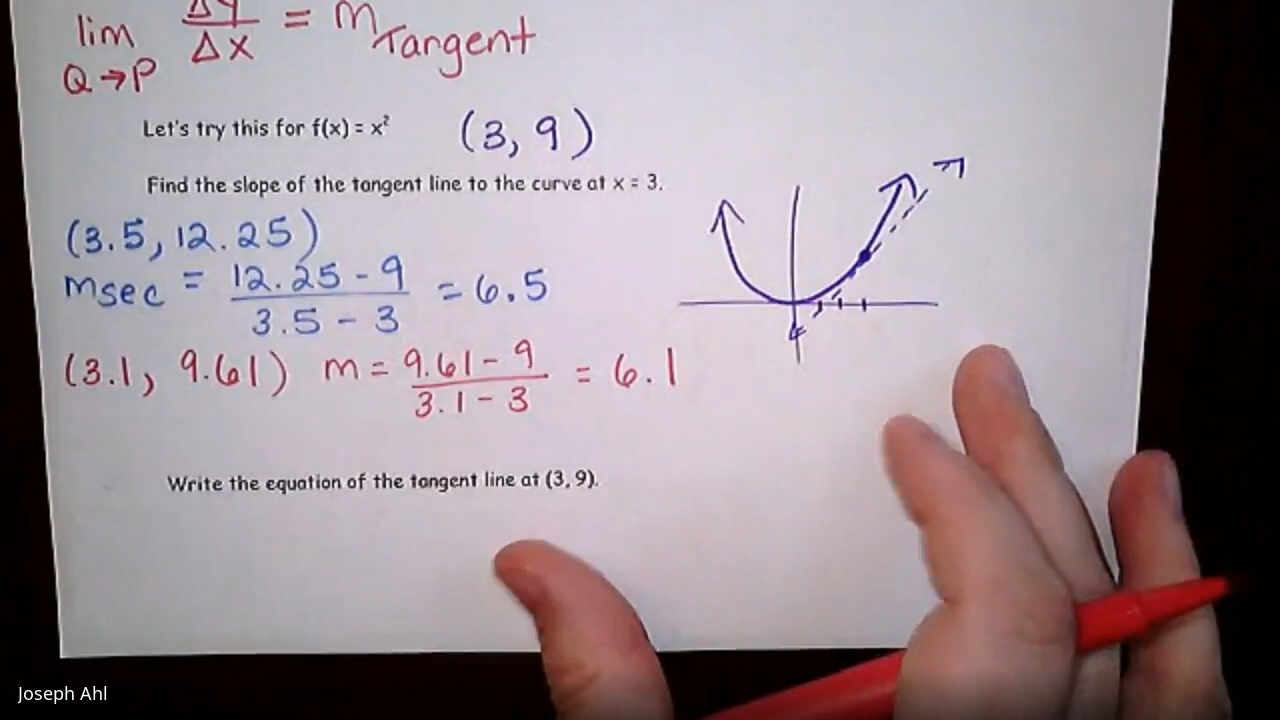 lim Δy/Δx = m Tangent
Q→P
Let's try this for f(x) = x² (3, 9)
Find the slope of the tangent line to the curve at x = 3.
(3.5, 12.25)
msec = 12.25 - 9 / 3.5 - 3 = 6.5
(3.1, 9.61) m = 9.61 - 9 / 3.1 - 3 = 6.1
Write the equation of the tangent line at (3, 9).
Joseph Ahl